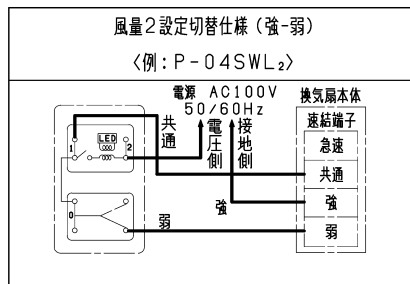 風量2設定切替仕様（強-弱）
〈例：P-04SWL₂〉
電源 AC100V
50/60Hz
換気扇本体
速結端子
急速
共通
強
弱
共通
電圧側
接地側
LED
1
2
0
強
弱